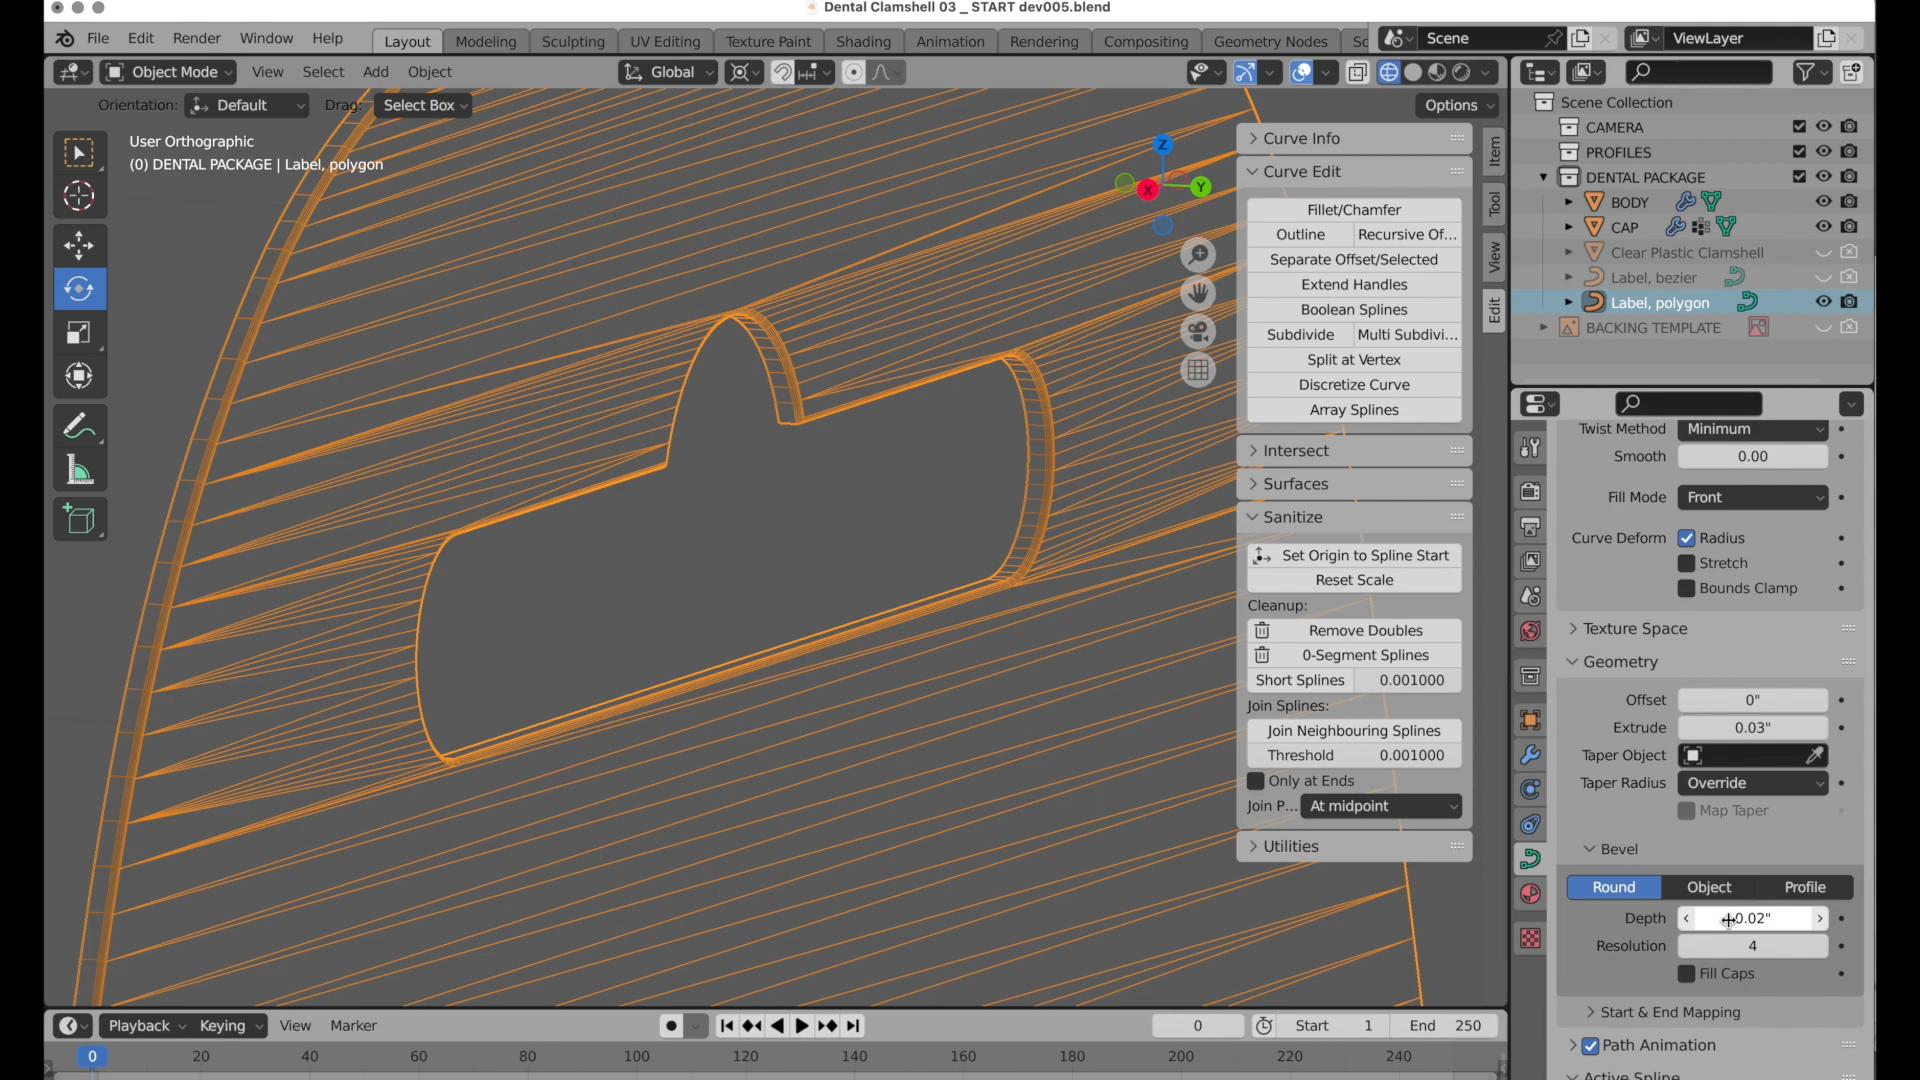 Dental Clamshell 03 _ START dev005.blend
File Edit Render Window Help Layout Modeling Sculpting UV Editing Texture Paint Shading Animation Rendering Compositing Geometry Nodes Sc Scene ViewLayer
Object Mode View Select Add Object Global
Orientation: Default Drag: Select Box Options
User Orthographic
(0) DENTAL PACKAGE | Label, polygon
Z
X
Y
Curve Info
Curve Edit
Fillet/Chamfer
Outline Recursive Of...
Separate Offset/Selected
Extend Handles
Boolean Splines
Subdivide Multi Subdivi...
Split at Vertex
Discretize Curve
Array Splines
Intersect
Surfaces
Sanitize
Set Origin to Spline Start
Reset Scale
Cleanup:
Remove Doubles
0-Segment Splines
Short Splines 0.001000
Join Splines:
Join Neighbouring Splines
Threshold 0.001000
Only at Ends
Join P... At midpoint
Utilities
Item
Tool
View
Edit
Scene Collection
CAMERA
PROFILES
DENTAL PACKAGE
BODY
CAP
Clear Plastic Clamshell
Label, bezier
Label, polygon
BACKING TEMPLATE
Twist Method Minimum
Smooth 0.00
Fill Mode Front
Curve Deform Radius
Stretch
Bounds Clamp
Texture Space
Geometry
Offset 0"
Extrude 0.03"
Taper Object
Taper Radius Override
Map Taper
Bevel
Round Object Profile
Depth 0.02"
Resolution 4
Fill Caps
Start & End Mapping
Path Animation
Active Spline
Playback Keying View Marker 0 Start 1 End 250
0 20 40 60 80 100 120 140 160 180 200 220 240